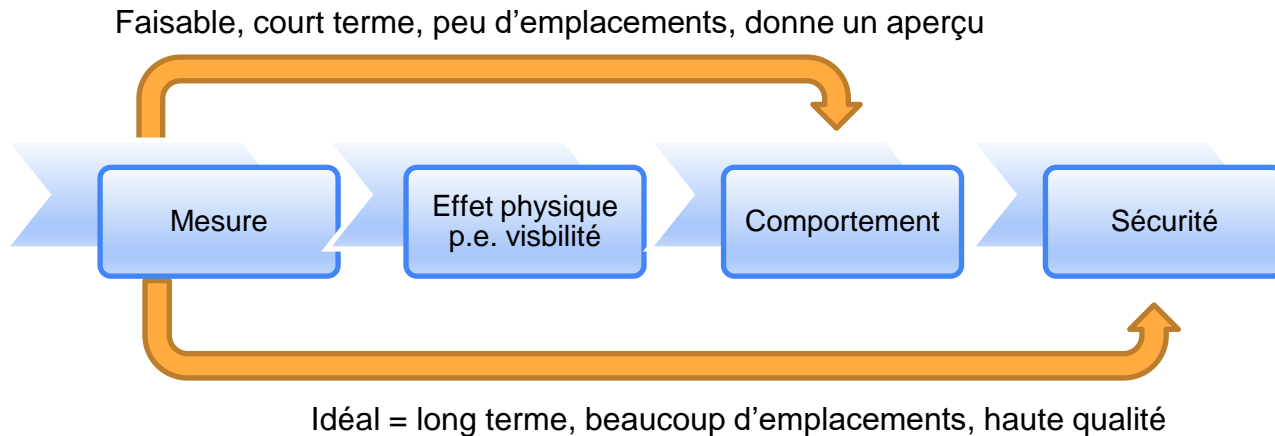 Faisable, court terme, peu d’emplacements, donne un aperçu
Mesure
Effet physique
p.e. visbilité
Comportement
Sécurité
Idéal = long terme, beaucoup d’emplacements, haute qualité